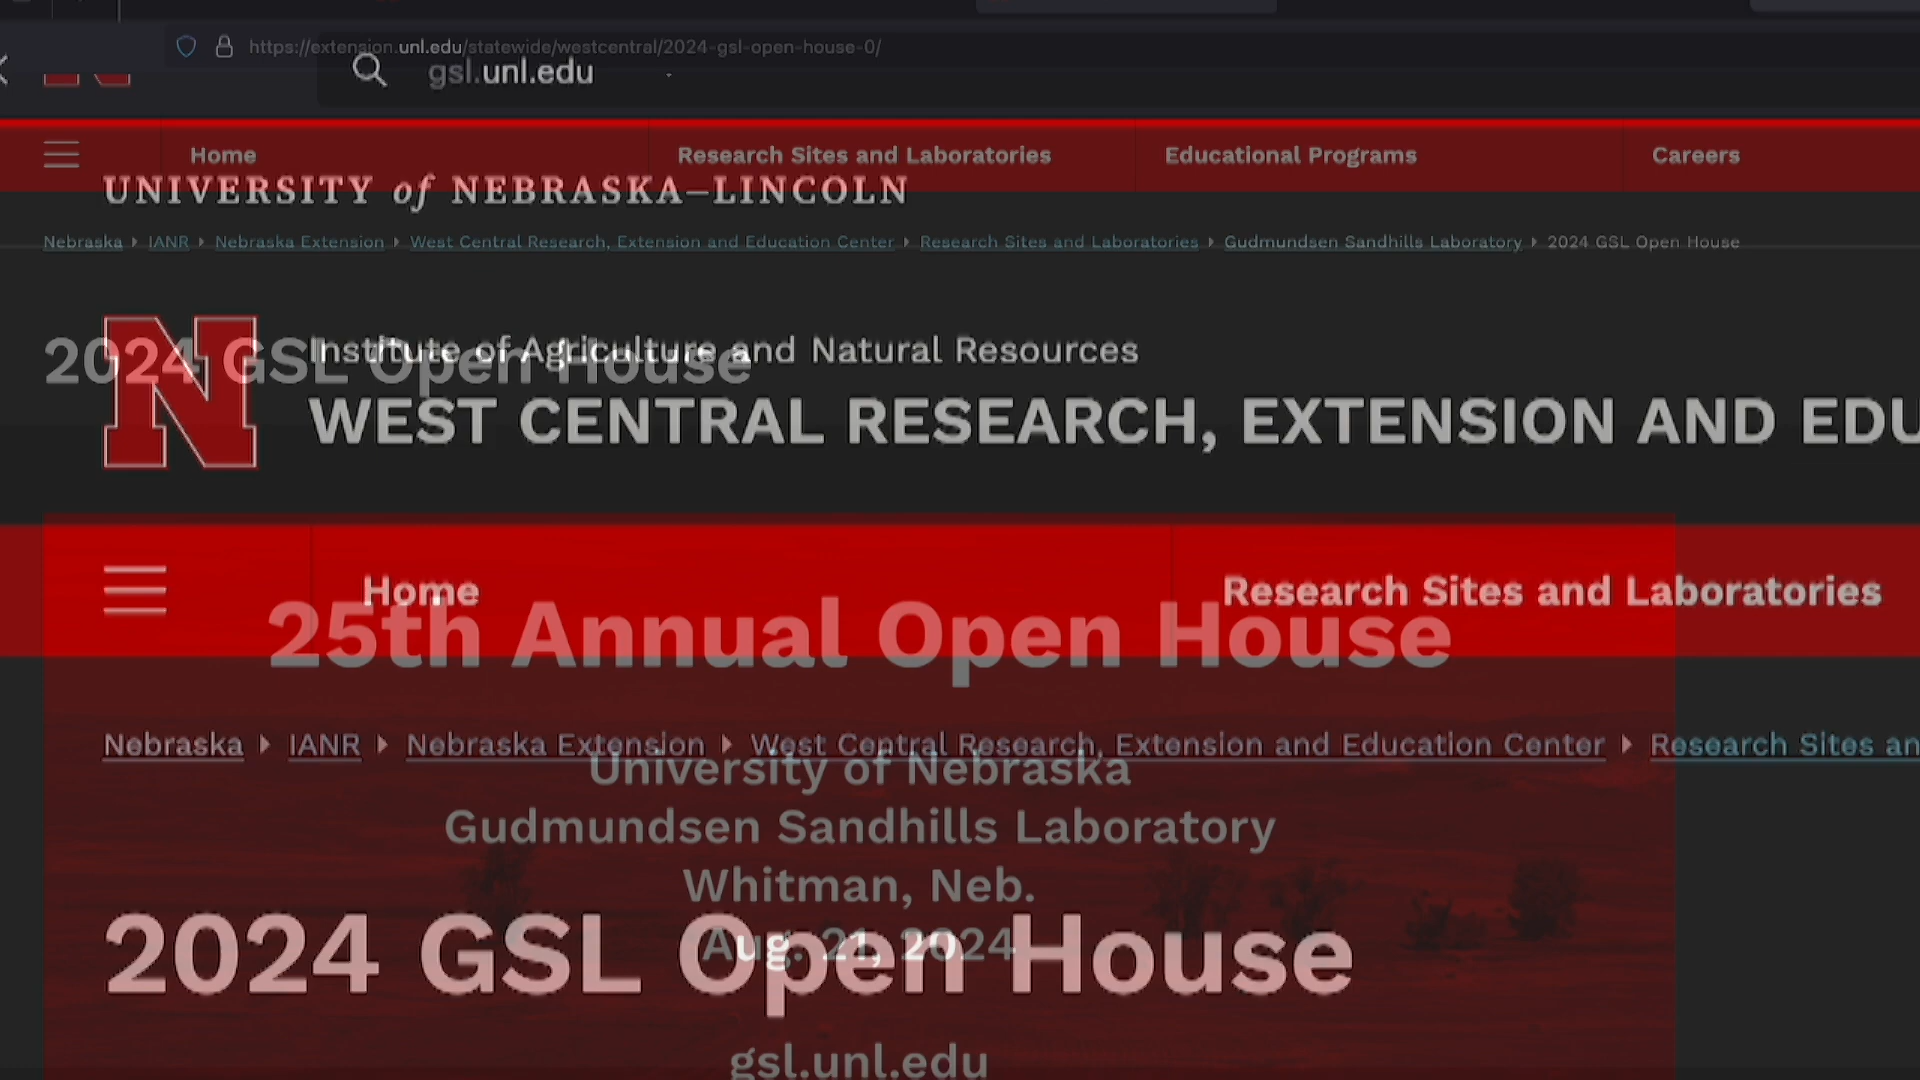 https://extension.unl.edu/statewide/westcentral/2024-gsl-open-house-0/
gsl.unl.edu
Home Research Sites and Laboratories Educational Programs Careers
UNIVERSITY of NEBRASKA–LINCOLN
Nebraska IANR Nebraska Extension West Central Research, Extension and Education Center Research Sites and Laboratories Gudmundsen Sandhills Laboratory 2024 GSL Open House
N
Institute of Agriculture and Natural Resources
2024 GSL Open House
WEST CENTRAL RESEARCH, EXTENSION AND EDU
Home Research Sites and Laboratories
25th Annual Open House
Nebraska IANR Nebraska Extension West Central Research, Extension and Education Center Research Sites an
University of Nebraska
Gudmundsen Sandhills Laboratory
Whitman, Neb.
Aug. 21, 2024
2024 GSL Open House
gsl.unl.edu